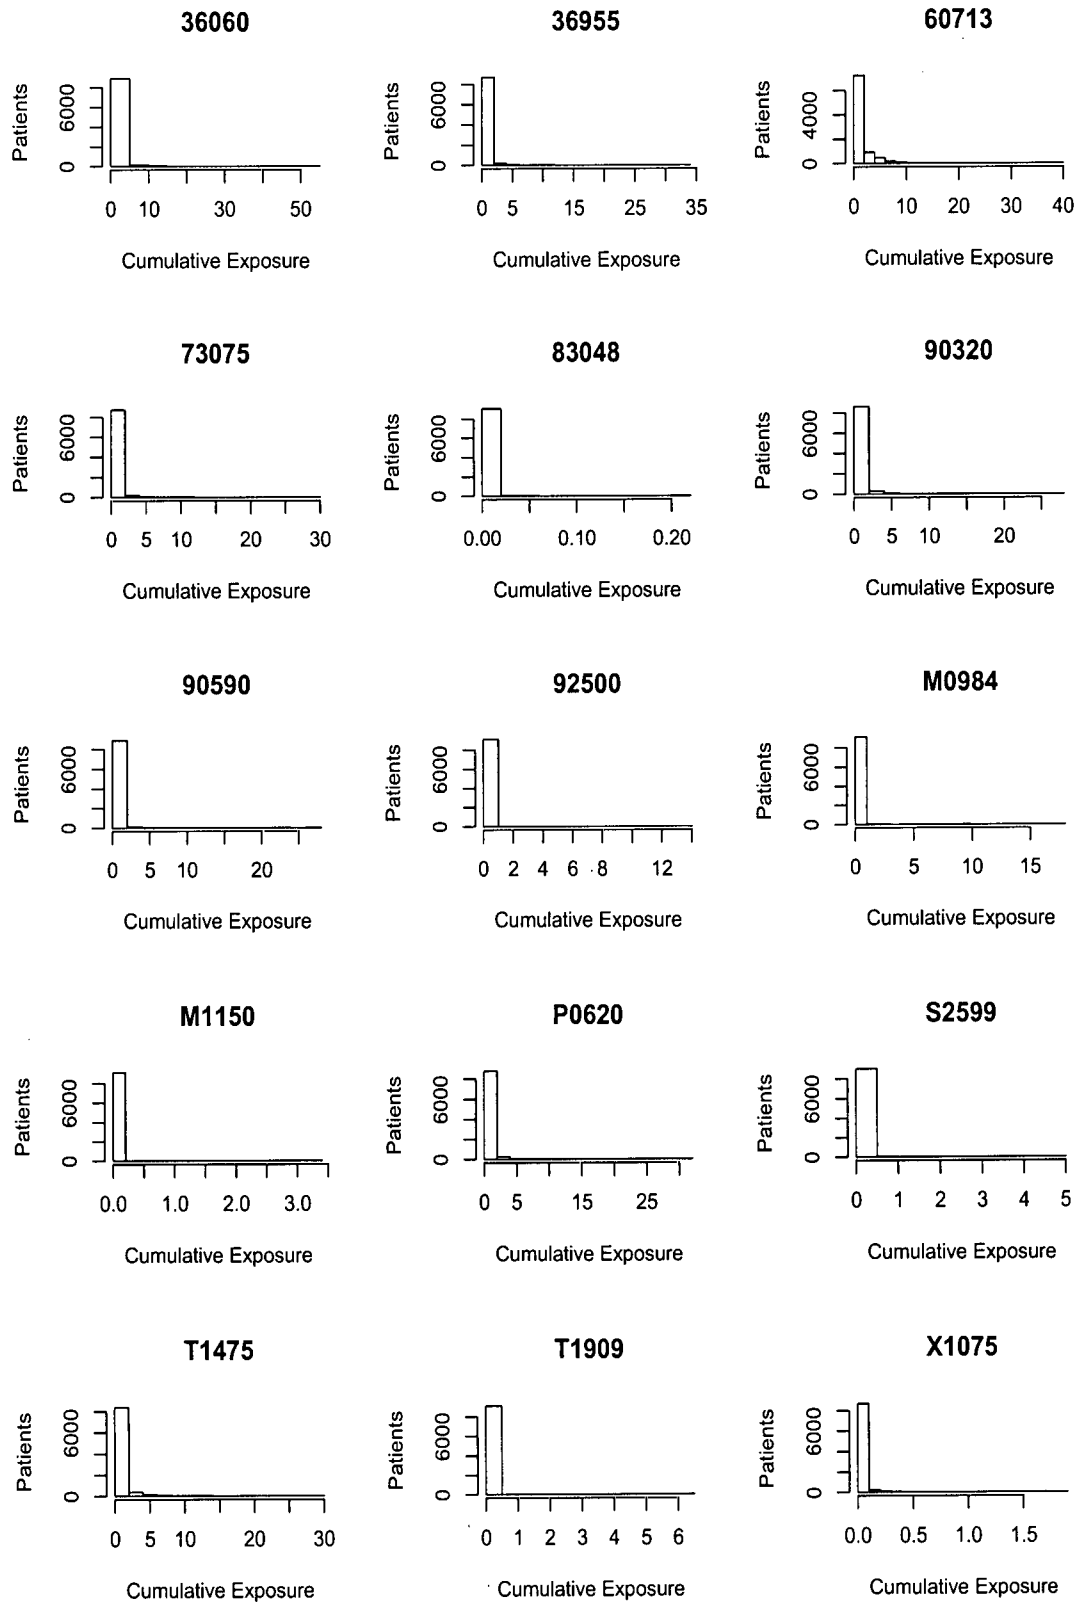 36060 36955 60713
Patients 0 6000 Patients 0 6000 Patients 0 4000
0 10 30 50 0 5 15 25 35 0 10 20 30 40
Cumulative Exposure Cumulative Exposure Cumulative Exposure
73075 83048 90320
Patients 0 6000 Patients 0 6000 Patients 0 6000
0 5 10 20 30 0.00 0.10 0.20 0 5 10 20
Cumulative Exposure Cumulative Exposure Cumulative Exposure
90590 92500 M0984
Patients 0 6000 Patients 0 6000 Patients 0 6000
0 5 10 20 0 2 4 6 8 12 0 5 10 15
Cumulative Exposure Cumulative Exposure Cumulative Exposure
M1150 P0620 S2599
Patients 0 6000 Patients 0 6000 Patients 0 6000
0.0 1.0 2.0 3.0 0 5 15 25 0 1 2 3 4 5
Cumulative Exposure Cumulative Exposure Cumulative Exposure
T1475 T1909 X1075
Patients 0 6000 Patients 0 6000 Patients 0 6000
0 5 10 20 30 0 1 2 3 4 5 6 0.0 0.5 1.0 1.5
Cumulative Exposure Cumulative Exposure Cumulative Exposure